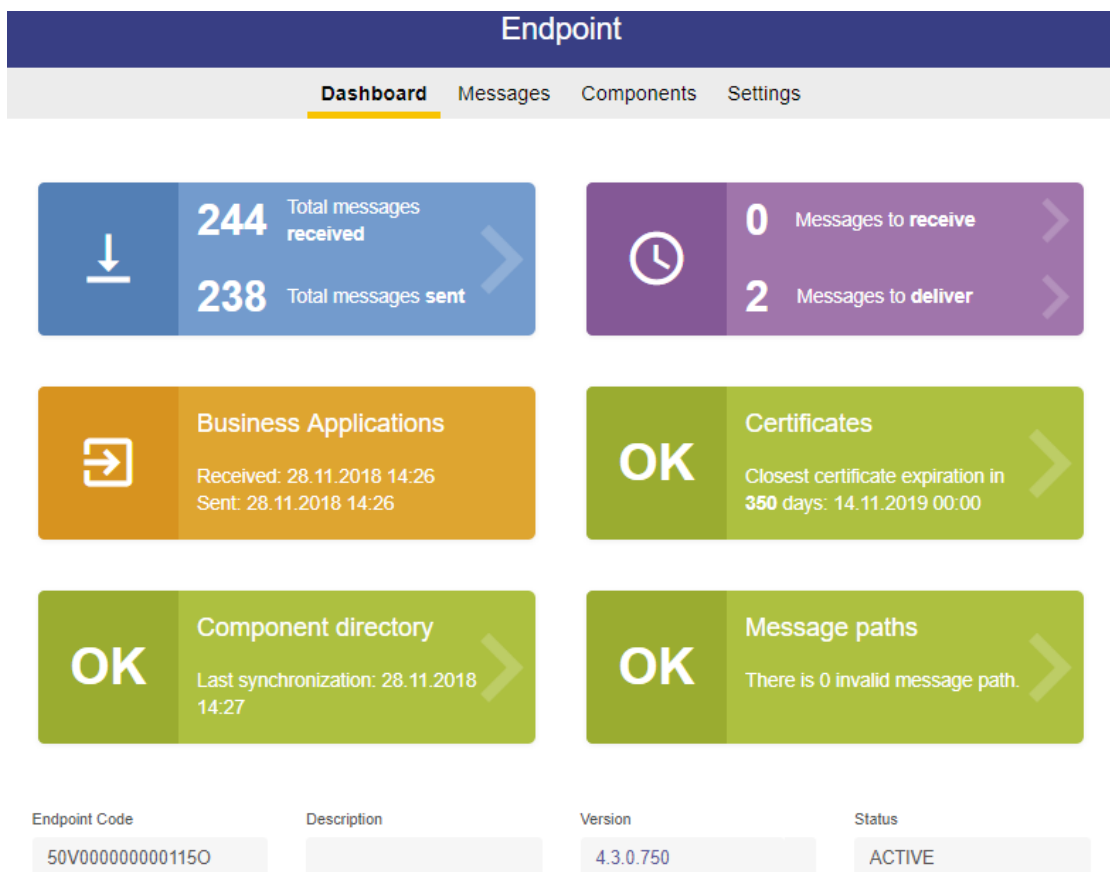 Endpoint
Dashboard Messages Components Settings
244 Total messages
received
238 Total messages sent
0 Messages to receive
2 Messages to deliver
Business Applications
Received: 28.11.2018 14:26
Sent: 28.11.2018 14:26
OK
Certificates
Closest certificate expiration in
350 days: 14.11.2019 00:00
OK
Component directory
Last synchronization: 28.11.2018
14:27
OK
Message paths
There is 0 invalid message path.
Endpoint Code
50V000000000115O
Description
Version
4.3.0.750
Status
ACTIVE